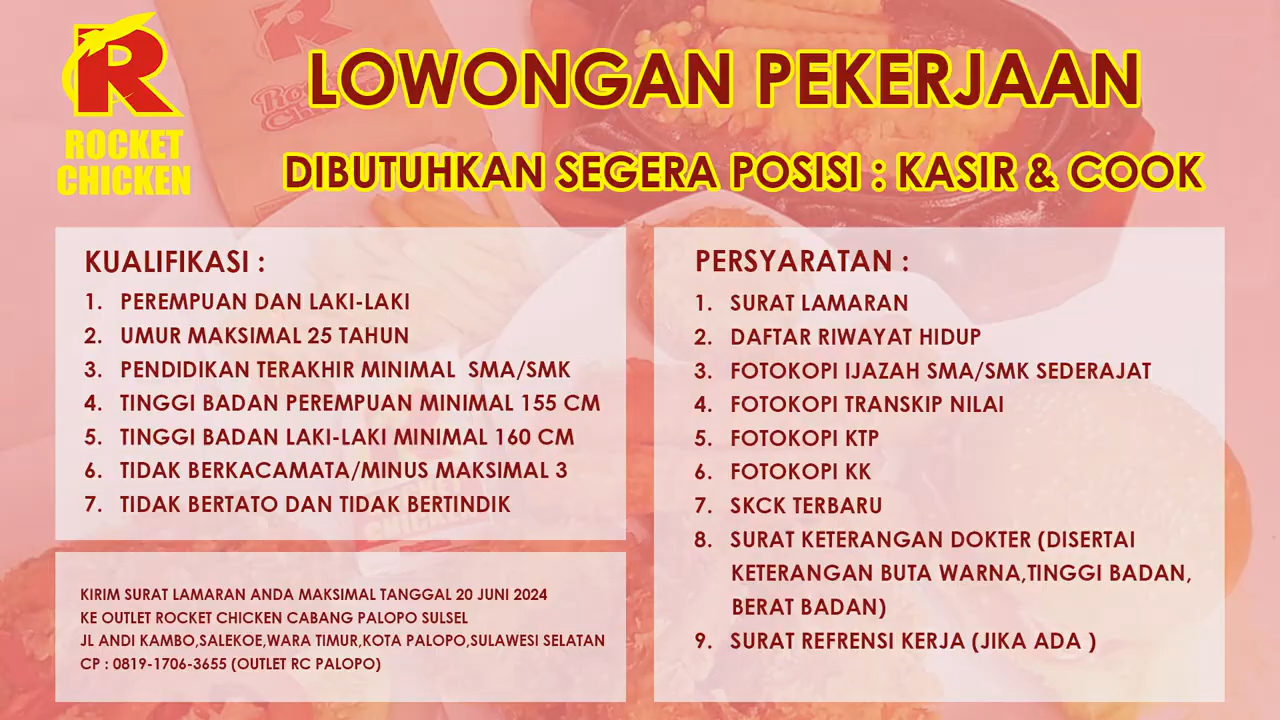 R
ROCKET
CHICKEN
LOWONGAN PEKERJAAN
DIBUTUHKAN SEGERA POSISI : KASIR & COOK
KUALIFIKASI :
1. PEREMPUAN DAN LAKI-LAKI
2. UMUR MAKSIMAL 25 TAHUN
3. PENDIDIKAN TERAKHIR MINIMAL SMA/SMK
4. TINGGI BADAN PEREMPUAN MINIMAL 155 CM
5. TINGGI BADAN LAKI-LAKI MINIMAL 160 CM
6. TIDAK BERKACAMATA/MINUS MAKSIMAL 3
7. TIDAK BERTATO DAN TIDAK BERTINDIK
KIRIM SURAT LAMARAN ANDA MAKSIMAL TANGGAL 20 JUNI 2024
KE OUTLET ROCKET CHICKEN CABANG PALOPO SULSEL
JL ANDI KAMBO,SALEKOE,WARA TIMUR,KOTA PALOPO,SULAWESI SELATAN
CP : 0819-1706-3655 (OUTLET RC PALOPO)
PERSYARATAN :
1. SURAT LAMARAN
2. DAFTAR RIWAYAT HIDUP
3. FOTOKOPI IJAZAH SMA/SMK SEDERAJAT
4. FOTOKOPI TRANSKIP NILAI
5. FOTOKOPI KTP
6. FOTOKOPI KK
7. SKCK TERBARU
8. SURAT KETERANGAN DOKTER (DISERTAI
KETERANGAN BUTA WARNA,TINGGI BADAN,
BERAT BADAN)
9. SURAT REFRENSI KERJA (JIKA ADA )